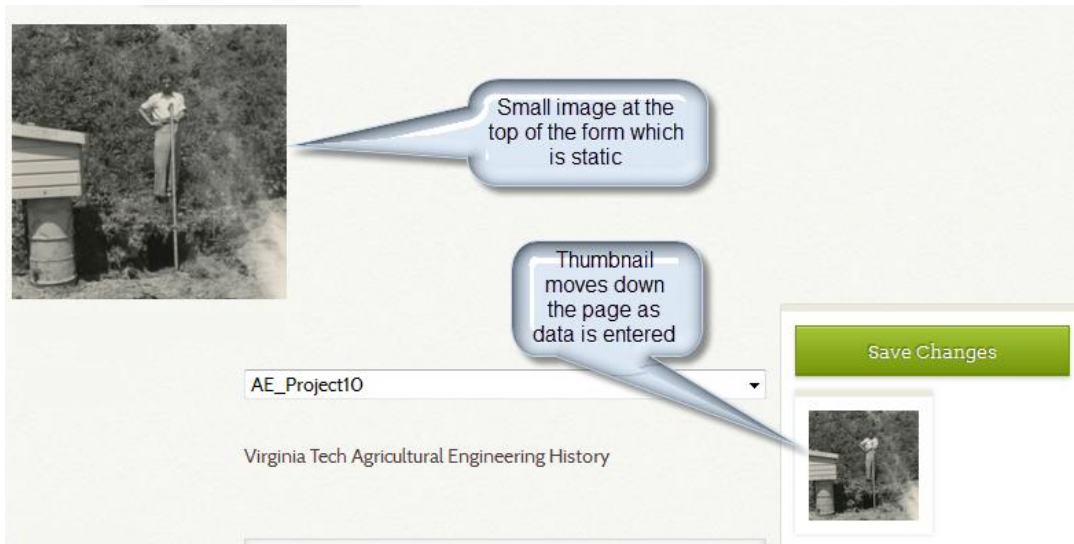 Small image at the
top of the form which
is static
Thumbnail
moves down
the page as
data is entered
Save Changes
AE_Project10
Virginia Tech Agricultural Engineering History